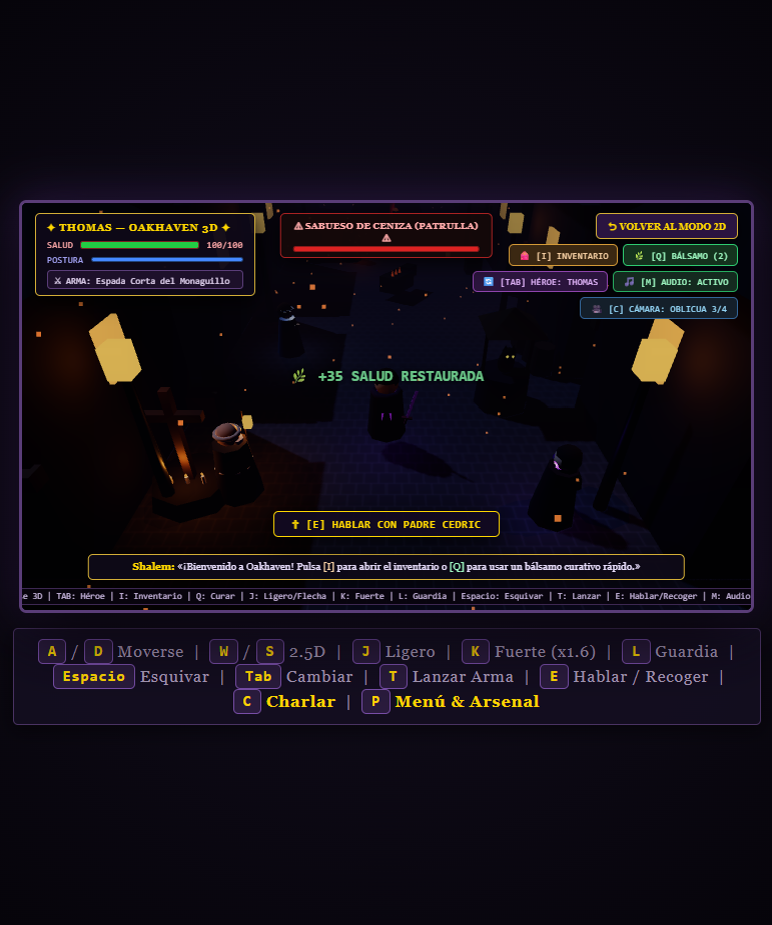 ✦ THOMAS — OAKHAVEN 3D ✦
SALUD 100/100
POSTURA
⚔ ARMA: Espada Corta del Monaguillo
⚠ SABUESO DE CENIZA (PATRULLA)
⚠
⮌ VOLVER AL MODO 2D
🎒 [I] INVENTARIO
🌿 [Q] BÁLSAMO (2)
🔄 [TAB] HÉROE: THOMAS
🎵 [M] AUDIO: ACTIVO
🎥 [C] CÁMARA: OBLICUA 3/4
🌿 +35 SALUD RESTAURADA
✝ [E] HABLAR CON PADRE CEDRIC
Shalem: «¡Bienvenido a Oakhaven! Pulsa [I] para abrir el inventario o [Q] para usar un bálsamo curativo rápido.»
e 3D | TAB: Héroe | I: Inventario | Q: Curar | J: Ligero/Flecha | K: Fuerte | L: Guardia | Espacio: Esquivar | T: Lanzar | E: Hablar/Recoger | M: Audio
A / D Moverse | W / S 2.5D | J Ligero | K Fuerte (x1.6) | L Guardia |
Espacio Esquivar | Tab Cambiar | T Lanzar Arma | E Hablar / Recoger |
C Charlar | P Menú & Arsenal